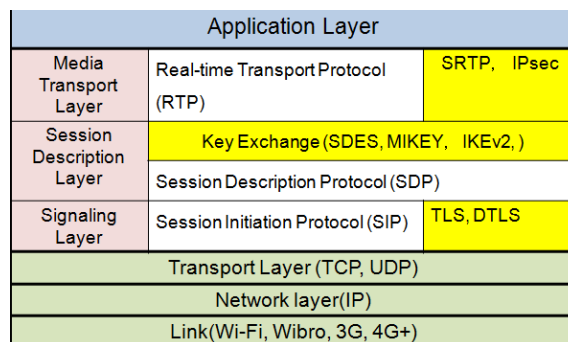 Application Layer
Media
Transport
Layer
Real-time Transport Protocol
(RTP)
SRTP, IPsec
Session
Description
Layer
Key Exchange(SDES, MIKEY, IKEv2, )
Session Description Protocol(SDP)
Signaling
Layer
Session Initiation Protocol(SIP)
TLS, DTLS
Transport Layer (TCP, UDP)
Network layer(IP)
Link(Wi-Fi, Wibro, 3G, 4G+)